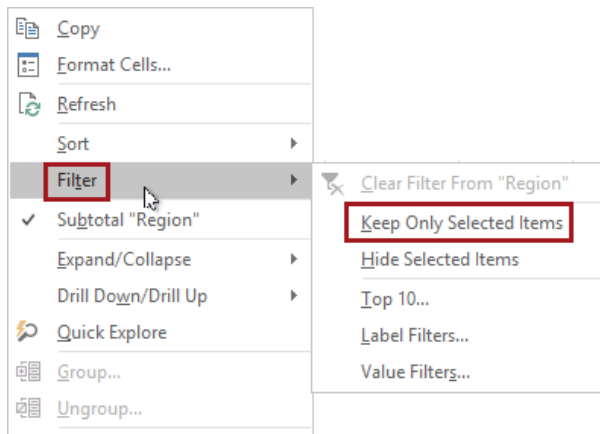 Copy
Format Cells...
Refresh
Sort
Filter
Subtotal "Region"
Expand/Collapse
Drill Down/Drill Up
Quick Explore
Group...
Ungroup...
Clear Filter From "Region"
Keep Only Selected Items
Hide Selected Items
Top 10...
Label Filters...
Value Filters...